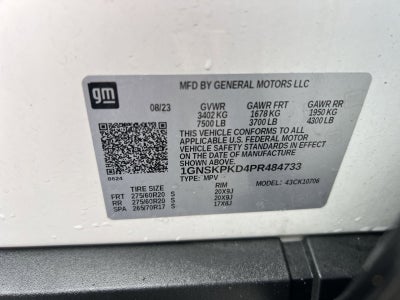 gm
MFD BY GENERAL MOTORS LLC
08/23 GVWR GAWR FRT GAWR RR
3402 KG 1678 KG 1950 KG
7500 LB 3700 LB 4300 LB
THIS VEHICLE CONFORMS TO ALL
APPLICABLE U.S. FEDERAL MOTOR
VEHICLE SAFETY STANDARDS IN EFFECT
ON THE DATE OF MANUFACTURE
1GNSKPKD4PR484733
TYPE: MPV MODEL: 43CK10706
0624
TIRE SIZE RIM
FRT 275/60R20 S 20X9J
RR 275/60R20 S 20X9J
SPA 265/70R17 S 17X8J